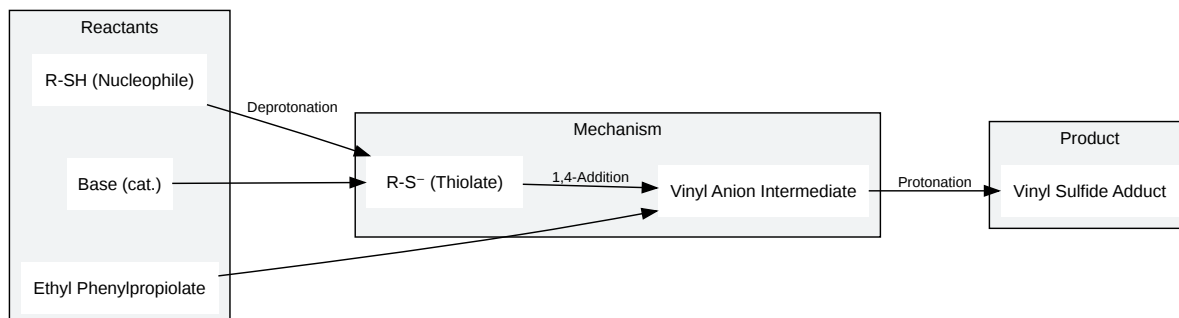 Reactants
R-SH (Nucleophile)
Deprotonation
Base (cat.)
Ethyl Phenylpropiolate
Mechanism
R-S⁻ (Thiolate)
1,4-Addition
Vinyl Anion Intermediate
Protonation
Product
Vinyl Sulfide Adduct